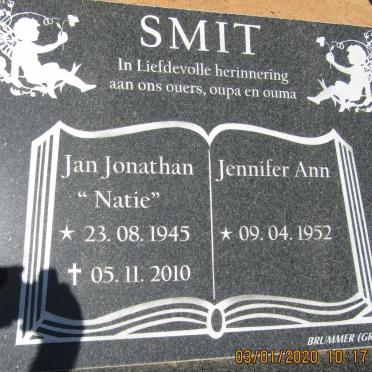 SMIT
In Liefdevolle herinnering
aan ons ouers, oupa en ouma
Jan Jonathan
“ Natie”
★ 23. 08. 1945
✝ 05. 11. 2010
Jennifer Ann
★ 09. 04. 1952
BRUMMER (GR
03/01/2020 10:17